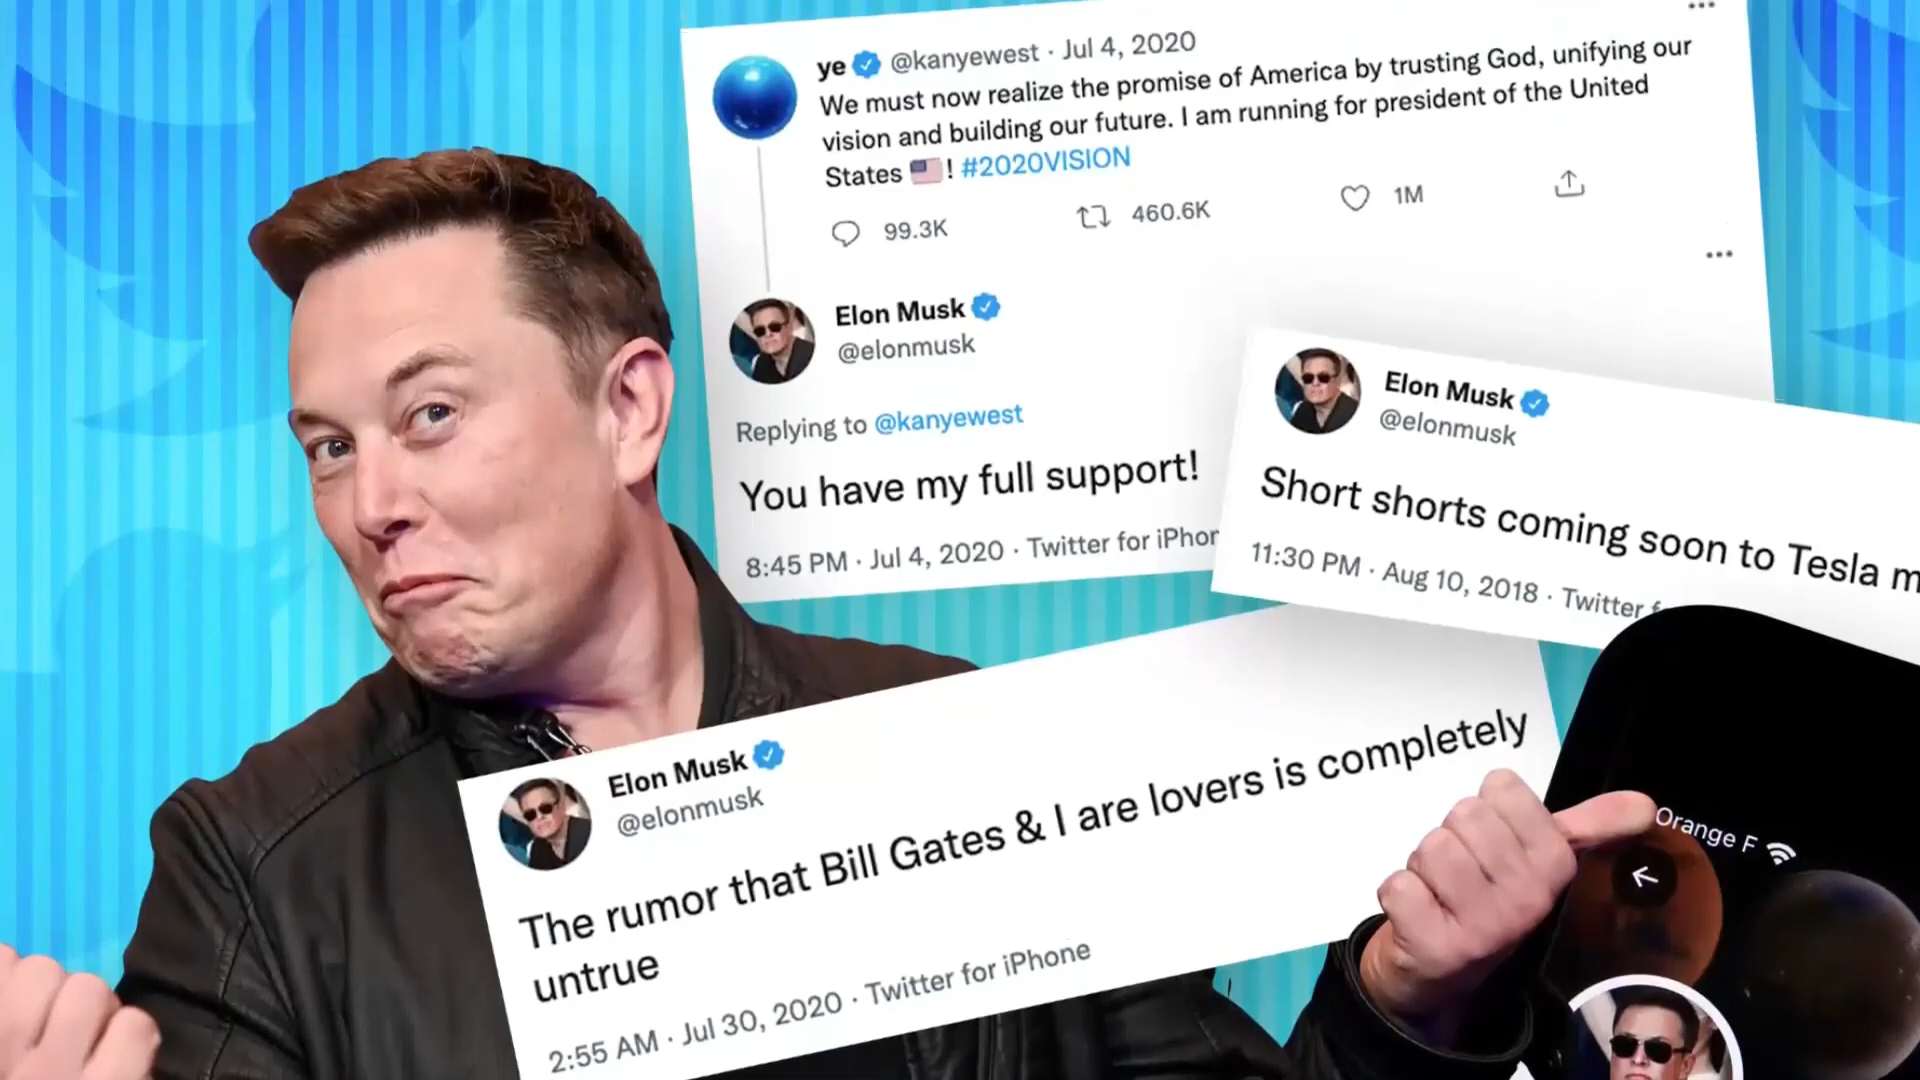 ye @kanyewest · Jul 4, 2020
We must now realize the promise of America by trusting God, unifying our
vision and building our future. I am running for president of the United
States 🇺🇸! #2020VISION
99.3K 460.6K 1M
Elon Musk
@elonmusk
Replying to @kanyewest
You have my full support!
8:45 PM · Jul 4, 2020 · Twitter for iPhon
Elon Musk
@elonmusk
Short shorts coming soon to Tesla m
11:30 PM · Aug 10, 2018 · Twitter f
Elon Musk
@elonmusk
The rumor that Bill Gates & I are lovers is completely
untrue
2:55 AM · Jul 30, 2020 · Twitter for iPhone
Orange F